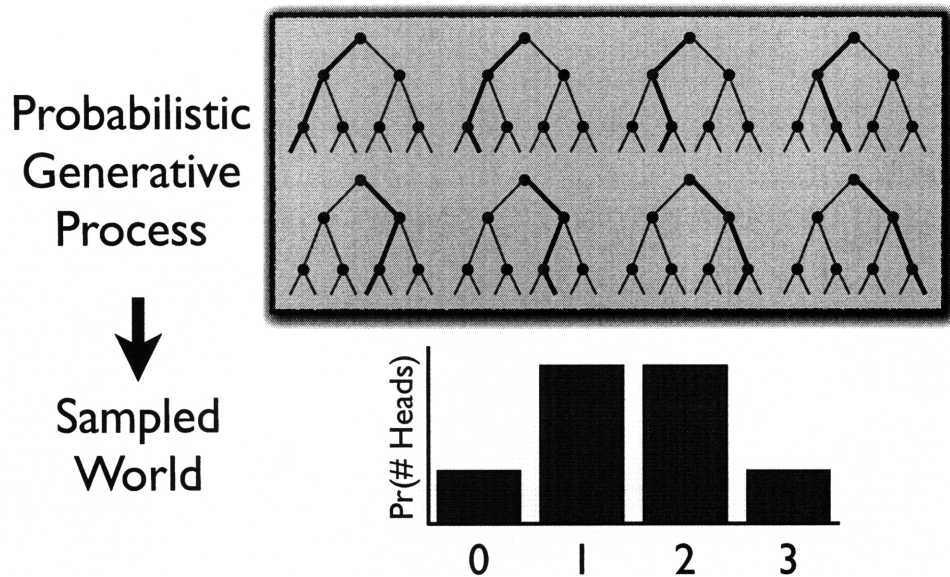 Probabilistic
Generative
Process
Sampled
World
Pr(# Heads)
0 1 2 3